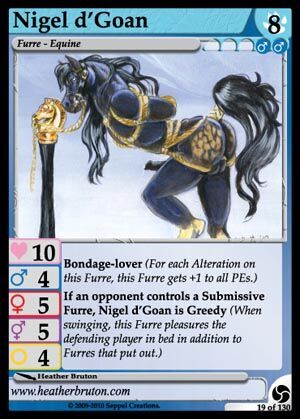 Nigel d’Goan
8
Furre - Equine
10
4
5
5
4
Bondage-lover (For each Alteration on
this Furre, this Furre gets +1 to all PEs.)
If an opponent controls a Submissive
Furre, Nigel d’Goan is Greedy (When
swinging, this Furre pleasures the
defending player in bed in addition to
Furres that put out.)
Heather Bruton
www.heatherbruton.com
© 2009-2010 Seppel Creations.
19 of 130